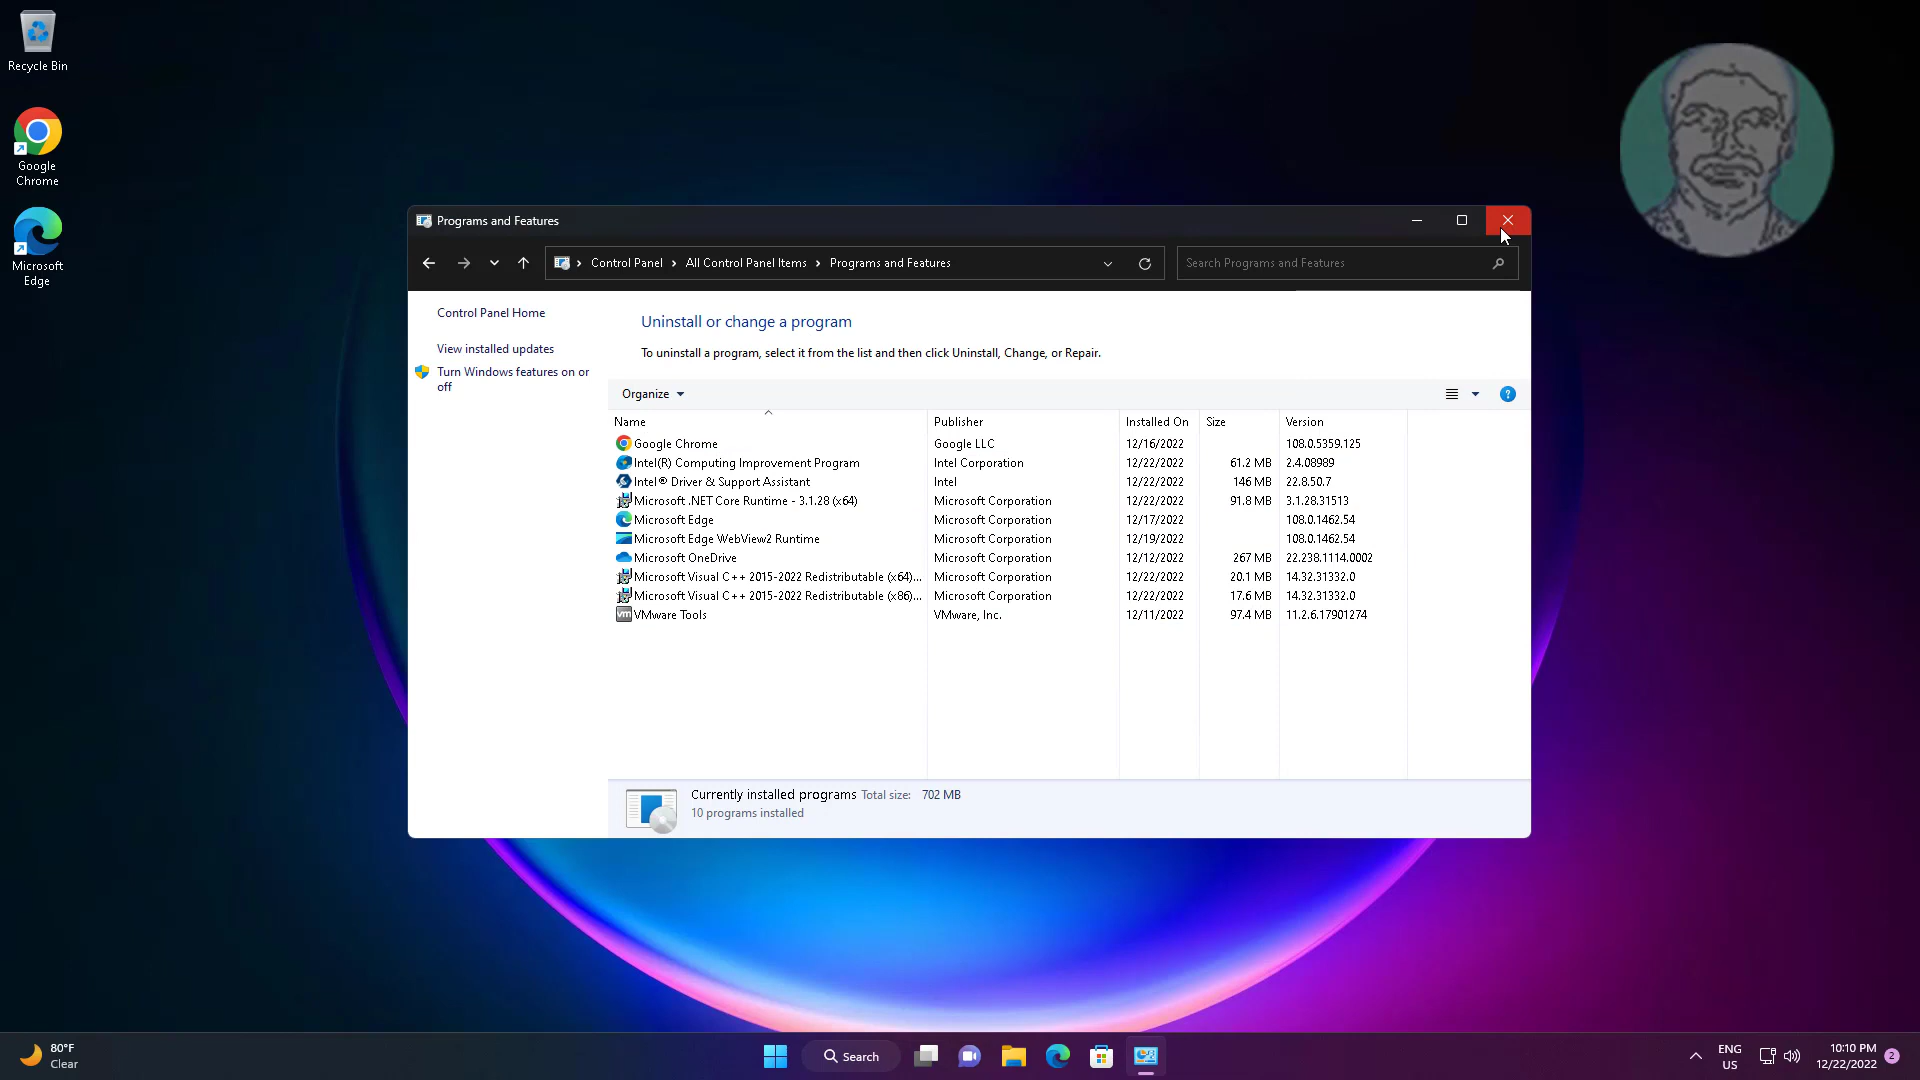 Recycle Bin
Google
Chrome
Microsoft
Edge
Programs and Features
Control Panel > All Control Panel Items > Programs and Features
Search Programs and Features
Control Panel Home
View installed updates
Turn Windows features on or
off
Uninstall or change a program
To uninstall a program, select it from the list and then click Uninstall, Change, or Repair.
Organize
?
Name Publisher Installed On Size Version
Google Chrome Google LLC 12/16/2022 108.0.5359.125
Intel(R) Computing Improvement Program Intel Corporation 12/22/2022 61.2 MB 2.4.08989
Intel® Driver & Support Assistant Intel 12/22/2022 146 MB 22.8.50.7
Microsoft .NET Core Runtime - 3.1.28 (x64) Microsoft Corporation 12/22/2022 91.8 MB 3.1.28.31513
Microsoft Edge Microsoft Corporation 12/17/2022 108.0.1462.54
Microsoft Edge WebView2 Runtime Microsoft Corporation 12/19/2022 108.0.1462.54
Microsoft OneDrive Microsoft Corporation 12/12/2022 267 MB 22.238.1114.0002
Microsoft Visual C++ 2015-2022 Redistributable (x64)... Microsoft Corporation 12/22/2022 20.1 MB 14.32.31332.0
Microsoft Visual C++ 2015-2022 Redistributable (x86)... Microsoft Corporation 12/22/2022 17.6 MB 14.32.31332.0
vm VMware Tools VMware, Inc. 12/11/2022 97.4 MB 11.2.6.17901274
Currently installed programs Total size: 702 MB
10 programs installed
80°F
Clear
Search
ENG
US
10:10 PM
12/22/2022
2